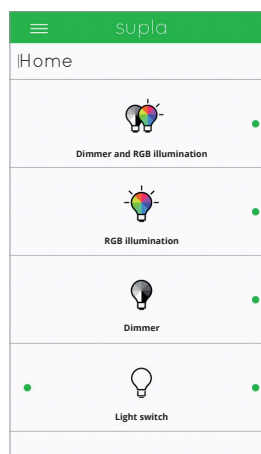 supla
Home
Dimmer and RGB illumination
RGB illumination
Dimmer
Light switch